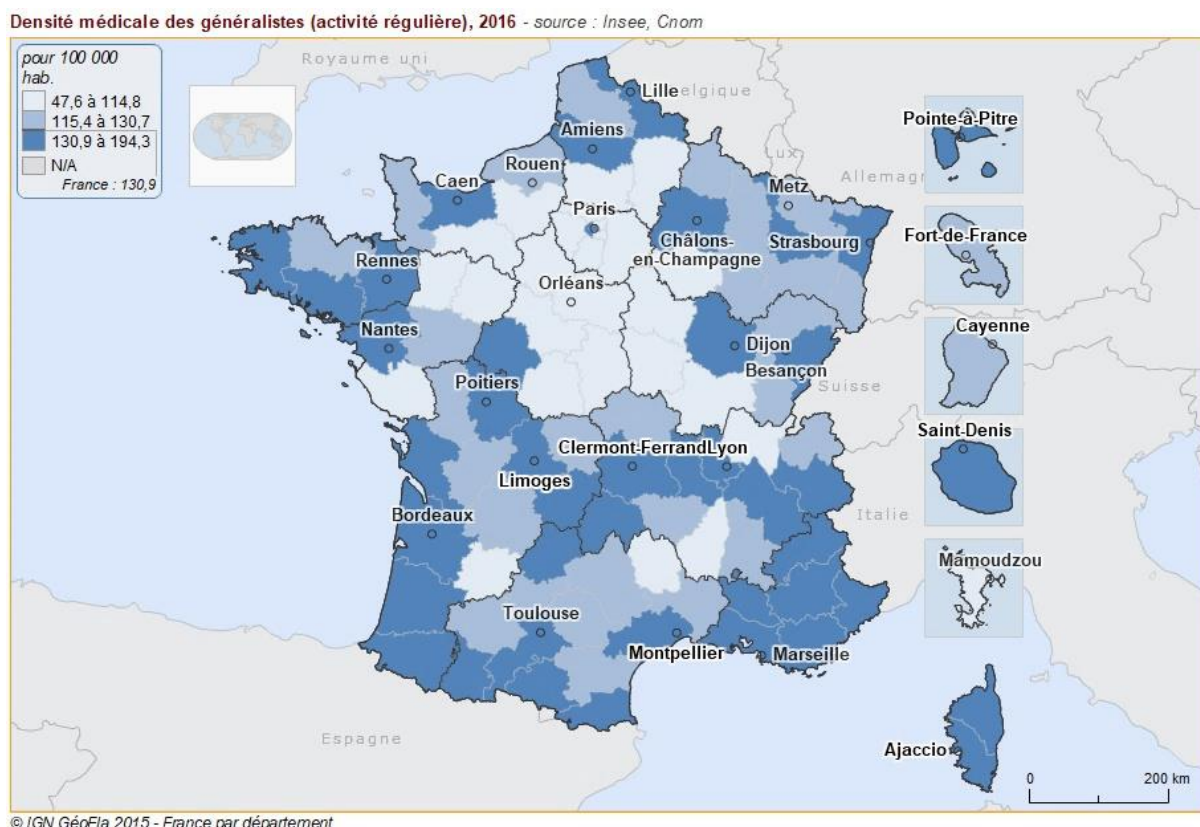 Densité médicale des généralistes (activité régulière), 2016 - source : Insee, Cnom
pour 100 000
hab.
47,6 à 114,8
115,4 à 130,7
130,9 à 194,3
N/A
France : 130,9
Royaume uni
Lille
elgique
Amiens
Rouen
Lux
Allemagn
Caen
Metz
Paris
Châlons-
en-Champagne
Strasbourg
Rennes
Orléans
Nantes
Dijon
Besançon
Poitiers
Suisse
Clermont-Ferrand
Lyon
Limoges
Bordeaux
Italie
Toulouse
Montpellier
Marseille
Espagne
Ajaccio
Pointe-à-Pitre
Fort-de-France
Cayenne
Saint-Denis
Mamoudzou
0 200 km
© IGN GéoFla 2015 - France par département